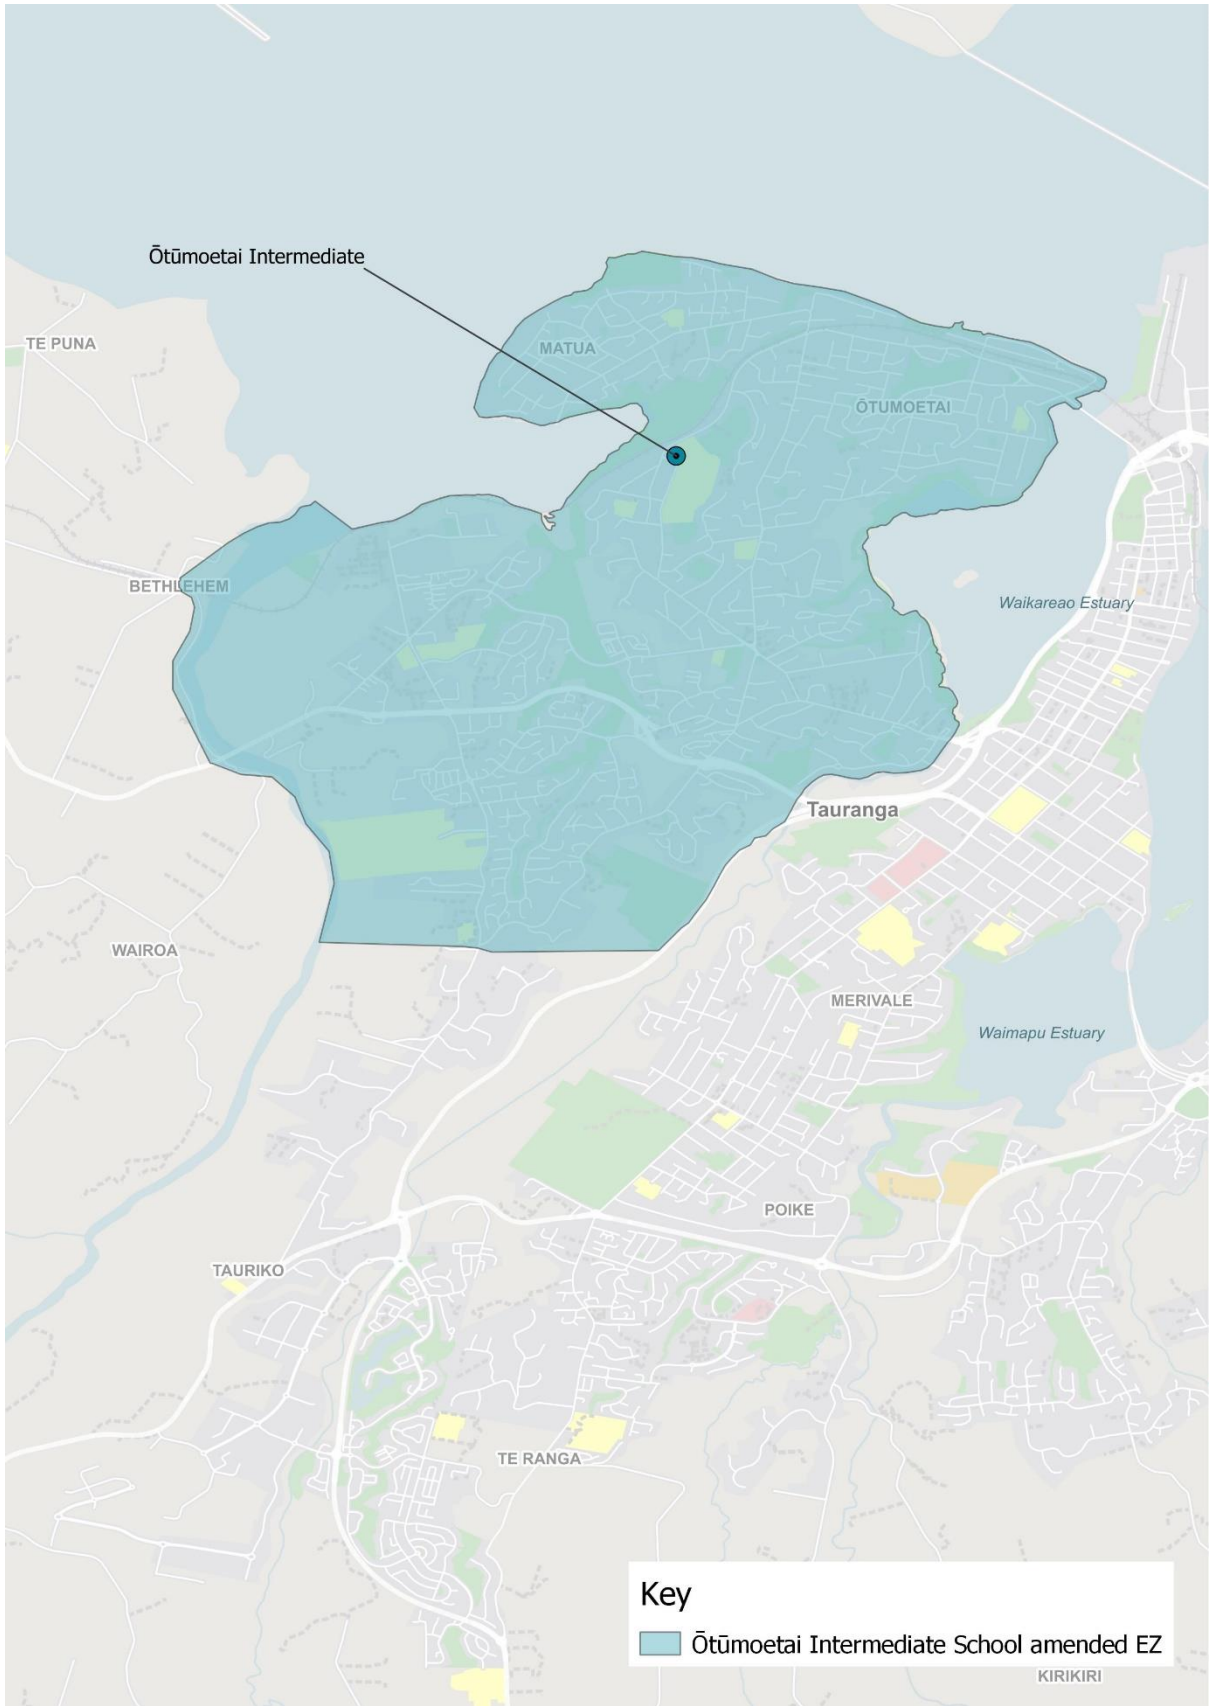 Ōtūmoetai Intermediate
TE PUNA
MATUA
ŌTUMOETAI
BETHLEHEM
Waikareao Estuary
Tauranga
WAIROA
MERIVALE
Waimapu Estuary
POIKE
TAURIKO
TE RANGA
Key
Ōtūmoetai Intermediate School amended EZ
KIRIKIRI